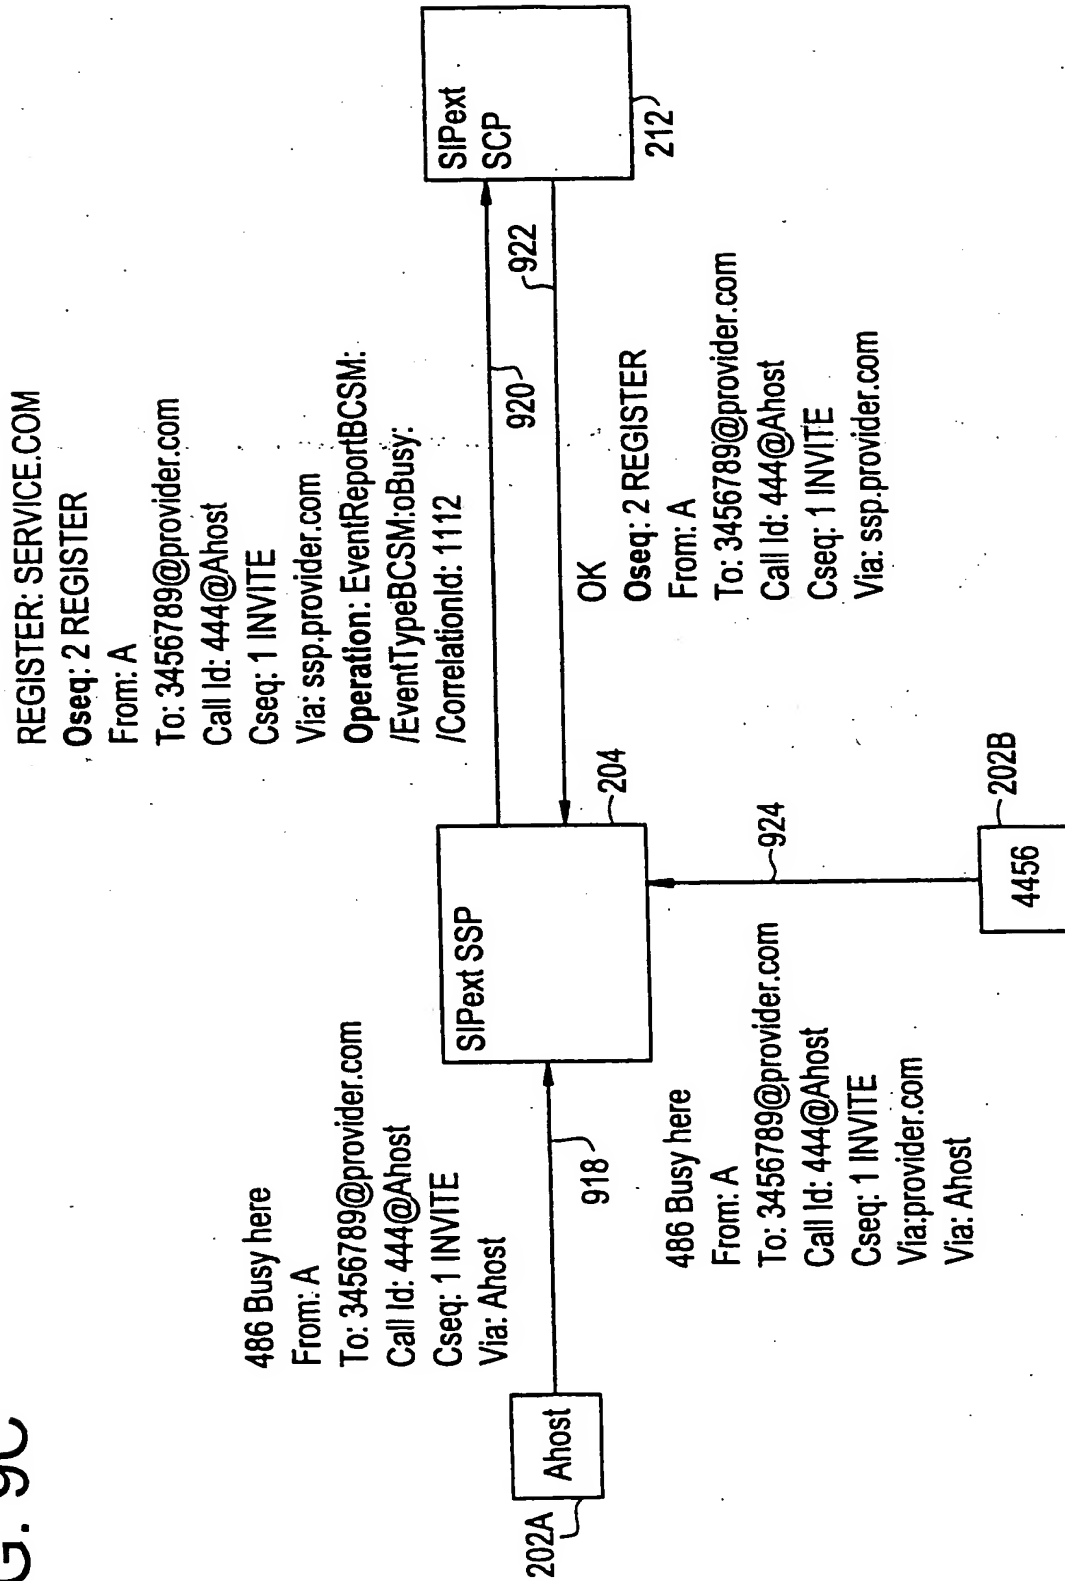 G. 9C
REGISTER: SERVICE.COM
Oseq: 2 REGISTER
From: A
To: 3456789@provider.com
Call Id: 444@Ahost
Cseq: 1 INVITE
Via: ssp.provider.com
Operation: EventReportBCSM:
/EventTypeBCSM:oBusy:
/CorrelationId: 1112
486 Busy here
From: A
To: 3456789@provider.com
Call Id: 444@Ahost
Cseq: 1 INVITE
Via: Ahost
Ahost
202A
918
SIPext SSP
204
920
922
SIPext
SCP
212
OK
Oseq: 2 REGISTER
From: A
To: 3456789@provider.com
Call Id: 444@Ahost
Cseq: 1 INVITE
Via: ssp.provider.com
486 Busy here
From: A
To: 3456789@provider.com
Call Id: 444@Ahost
Cseq: 1 INVITE
Via:provider.com
Via: Ahost
924
4456
202B